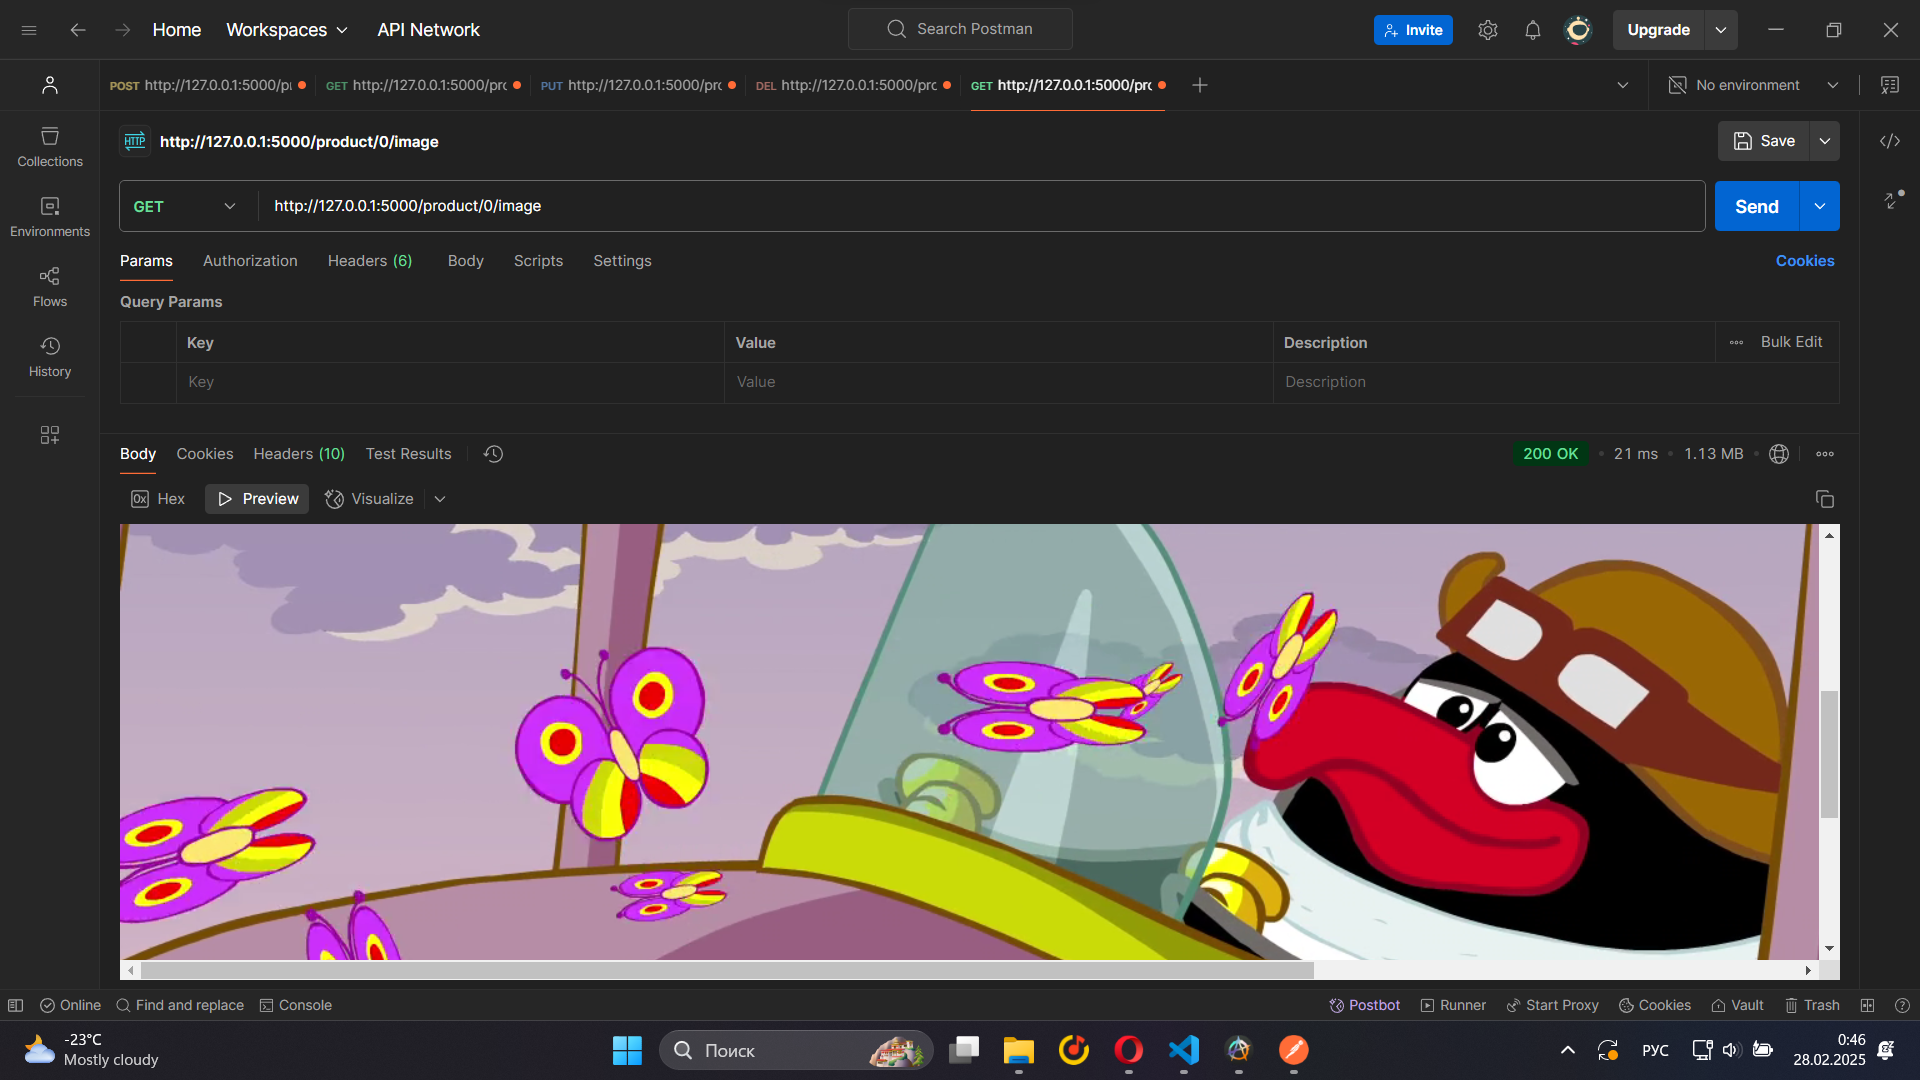 Home Workspaces API Network Search Postman Invite Upgrade
POST http://127.0.0.1:5000/pr GET http://127.0.0.1:5000/prc PUT http://127.0.0.1:5000/prc DEL http://127.0.0.1:5000/prc GET http://127.0.0.1:5000/prc No environment
HTTP http://127.0.0.1:5000/product/0/image Save
Collections
Environments
Flows
History
GET http://127.0.0.1:5000/product/0/image Send
Params Authorization Headers (6) Body Scripts Settings Cookies
Query Params
Key Value Description Bulk Edit
Key Value Description
Body Cookies Headers (10) Test Results 200 OK 21 ms 1.13 MB
0x Hex Preview Visualize
Online Find and replace Console Postbot Runner Start Proxy Cookies Vault Trash
-23°C
Mostly cloudy
Поиск
РУС
0:46
28.02.2025